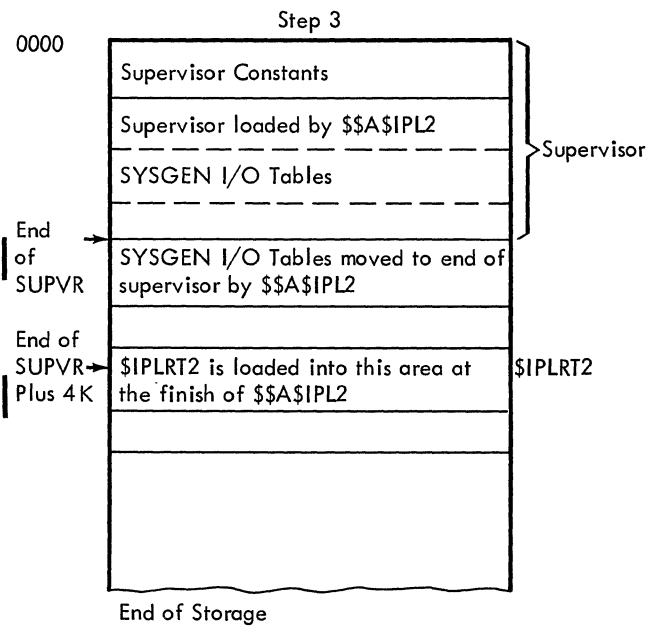 Step 3
0000
Supervisor Constants
Supervisor loaded by $$A$IPL2
SYSGEN I/O Tables
Supervisor
End
of
SUPVR
SYSGEN I/O Tables moved to end of
supervisor by $$A$IPL2
End of
SUPVR
Plus 4K
$IPLRT2 is loaded into this area at
the finish of $$A$IPL2
$IPLRT2
End of Storage